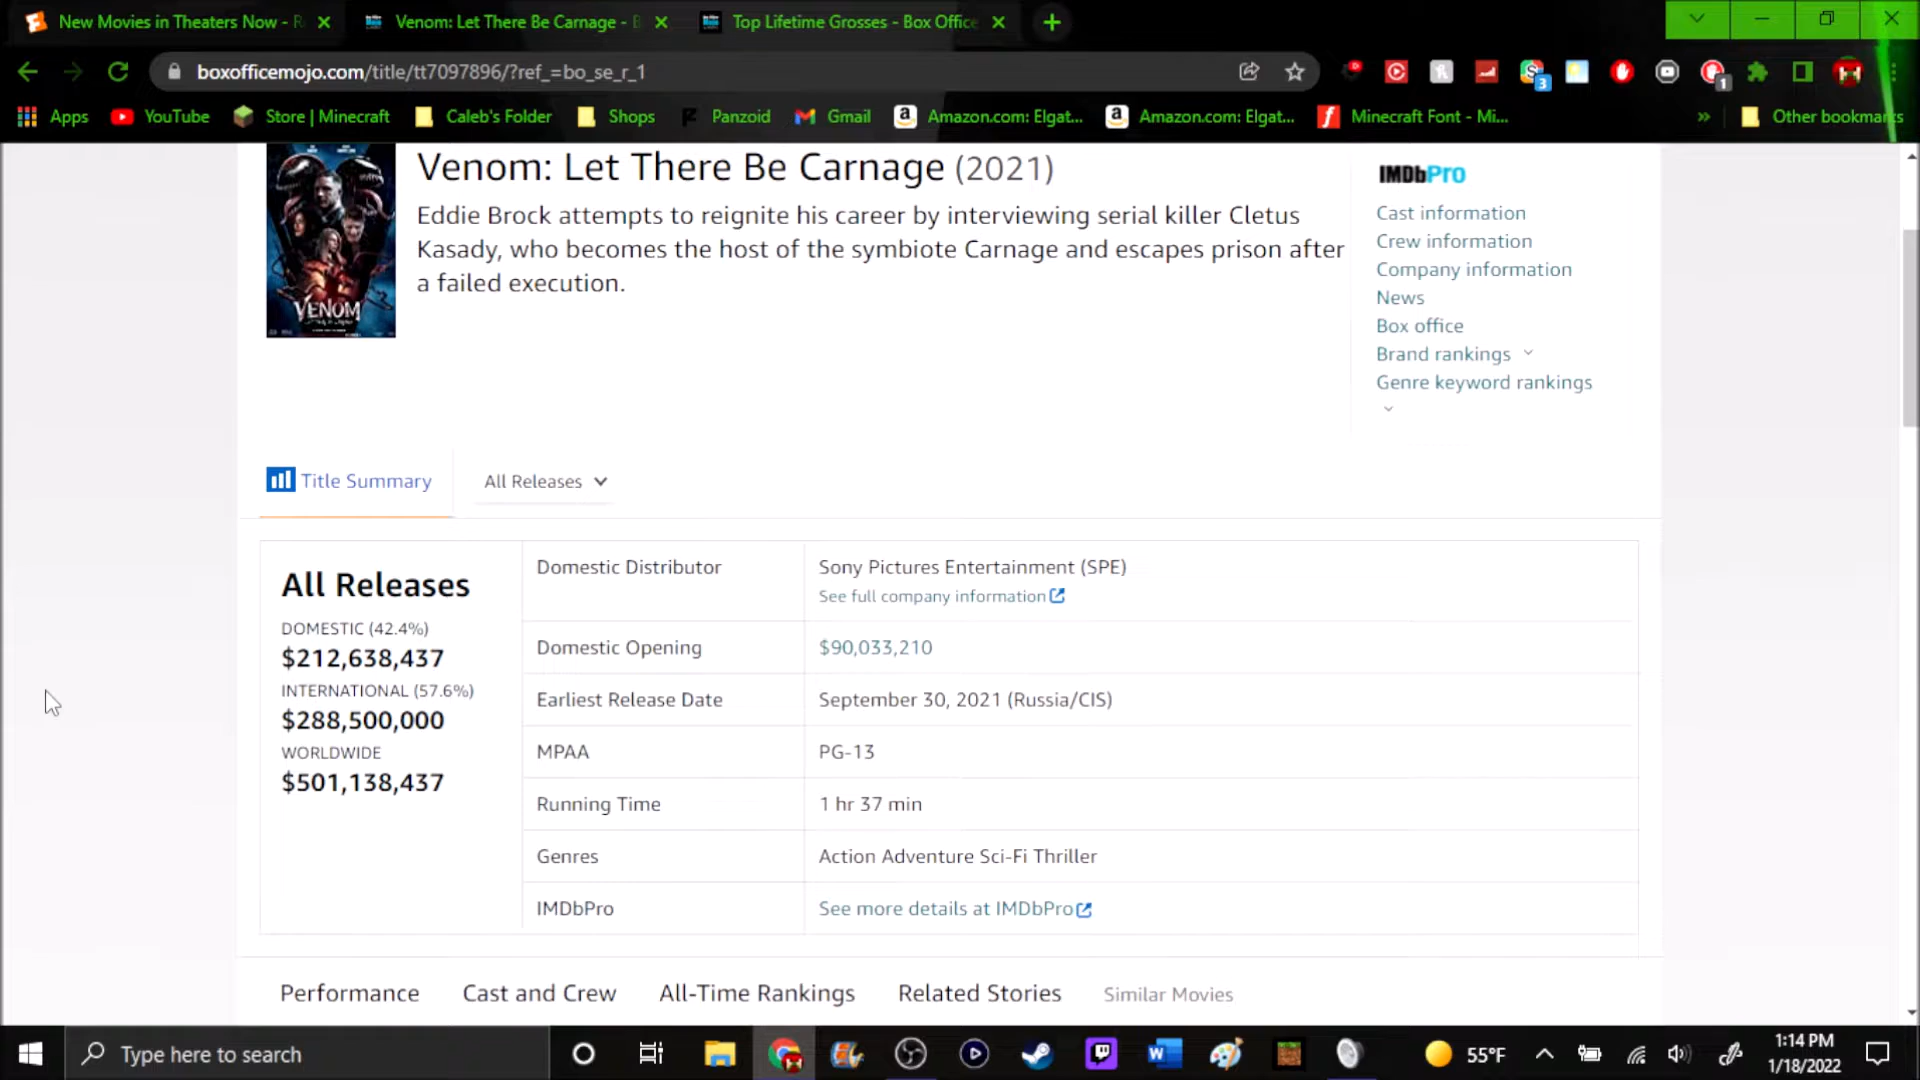 New Movies in Theaters Now - R
Venom: Let There Be Carnage - B
Top Lifetime Grosses - Box Office
boxofficemojo.com/title/tt7097896/?ref_=bo_se_r_1
3
1
Apps
YouTube
Store | Minecraft
Caleb's Folder
Shops
Panzoid
Gmail
Amazon.com: Elgat...
Amazon.com: Elgat...
Minecraft Font - Mi...
»
Other bookmarks
Venom: Let There Be Carnage (2021)
Eddie Brock attempts to reignite his career by interviewing serial killer Cletus
Kasady, who becomes the host of the symbiote Carnage and escapes prison after
a failed execution.
VENOM
IMDbPro
Cast information
Crew information
Company information
News
Box office
Brand rankings
Genre keyword rankings
Title Summary
All Releases
All Releases
DOMESTIC (42.4%)
$212,638,437
INTERNATIONAL (57.6%)
$288,500,000
WORLDWIDE
$501,138,437
Domestic Distributor
Sony Pictures Entertainment (SPE)
See full company information
Domestic Opening
$90,033,210
Earliest Release Date
September 30, 2021 (Russia/CIS)
MPAA
PG-13
Running Time
1 hr 37 min
Genres
Action Adventure Sci-Fi Thriller
IMDbPro
See more details at IMDbPro
Performance
Cast and Crew
All-Time Rankings
Related Stories
Similar Movies
Type here to search
55°F
1:14 PM
1/18/2022